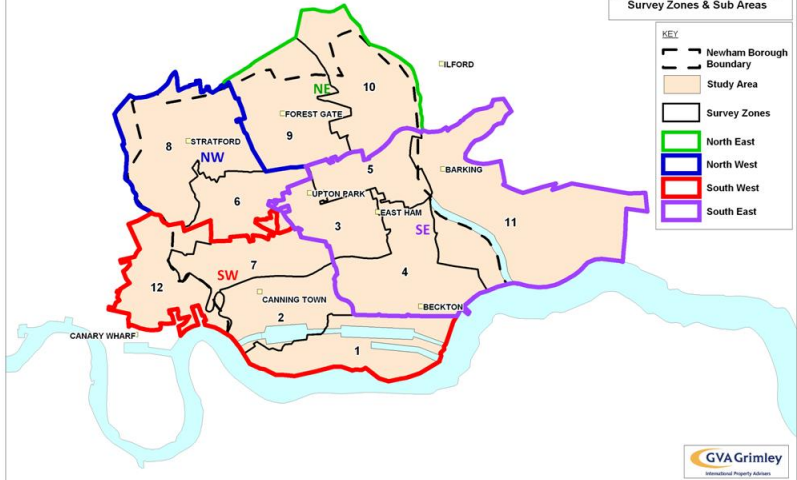 Survey Zones & Sub Areas
KEY
Newham Borough
Boundary
Study Area
Survey Zones
North East
North West
South West
South East
ILFORD
10
NE
FOREST GATE
9
8
STRATFORD
NW
5
BARKING
6
UPTON PARK
EAST HAM
11
3
SE
7
SW
4
12
CANNING TOWN
BECKTON
2
CANARY WHARF
1
GVA Grimley
International Property Advisers